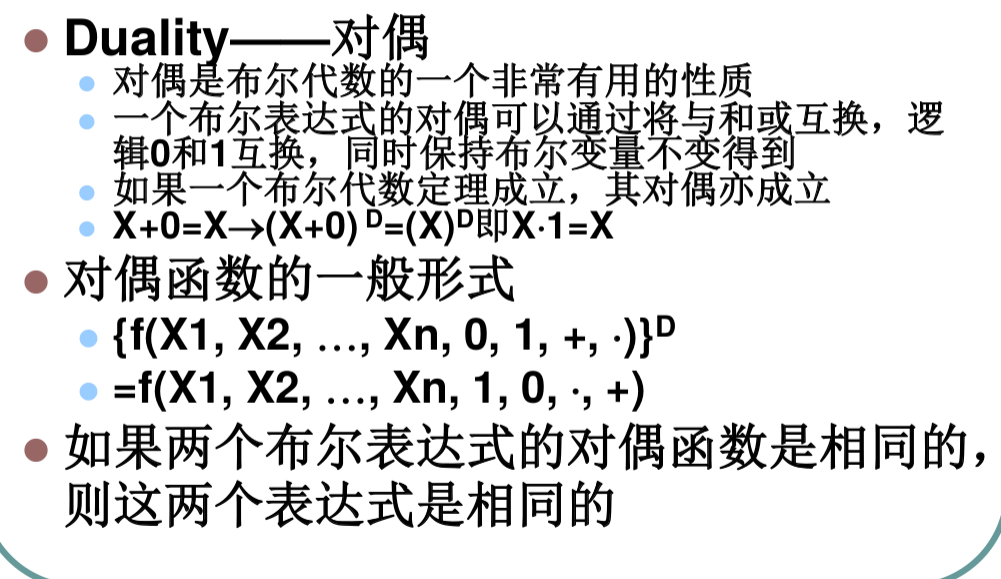 Duality——对偶
对偶是布尔代数的一个非常有用的性质
一个布尔表达式的对偶可以通过将与和或互换，逻
辑0和1互换，同时保持布尔变量不变得到
如果一个布尔代数定理成立，其对偶亦成立
X+0=X→(X+0)ᴰ=(X)ᴰ即X·1=X
对偶函数的一般形式
{f(X1, X2, …, Xn, 0, 1, +, ·)}ᴰ
=f(X1, X2, …, Xn, 1, 0, ·, +)
如果两个布尔表达式的对偶函数是相同的，
则这两个表达式是相同的